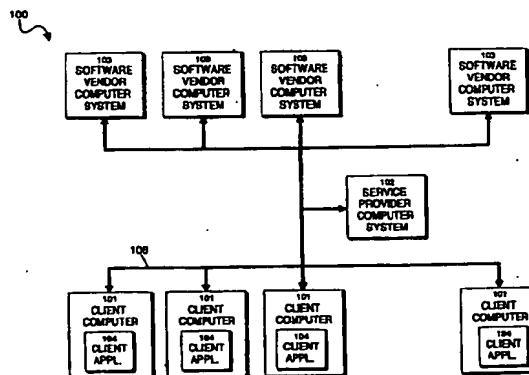 100
103
SOFTWARE
VENDOR
COMPUTER
SYSTEM
103
SOFTWARE
VENDOR
COMPUTER
SYSTEM
103
SOFTWARE
VENDOR
COMPUTER
SYSTEM
103
SOFTWARE
VENDOR
COMPUTER
SYSTEM
102
SERVICE
PROVIDER
COMPUTER
SYSTEM
106
101
CLIENT
COMPUTER
104
CLIENT
APPL.
101
CLIENT
COMPUTER
104
CLIENT
APPL.
101
CLIENT
COMPUTER
104
CLIENT
APPL.
101
CLIENT
COMPUTER
104
CLIENT
APPL.